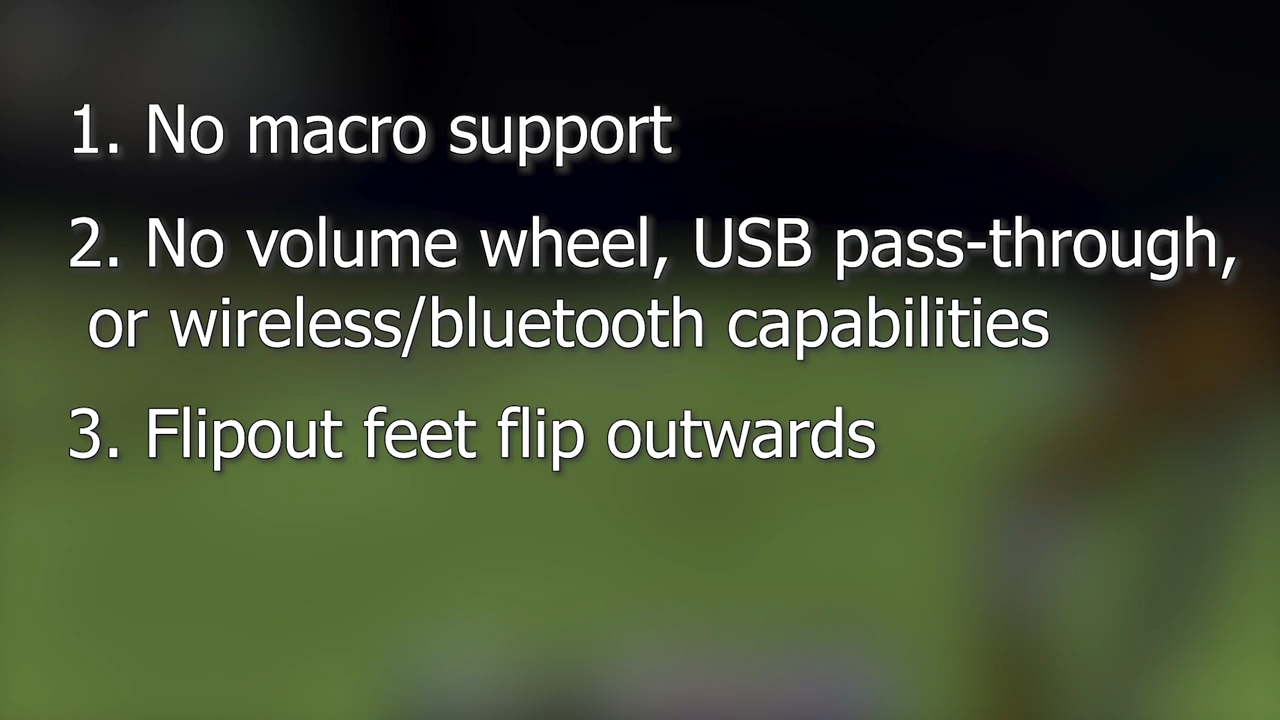 1. No macro support
2. No volume wheel, USB pass-through,
or wireless/bluetooth capabilities
3. Flipout feet flip outwards